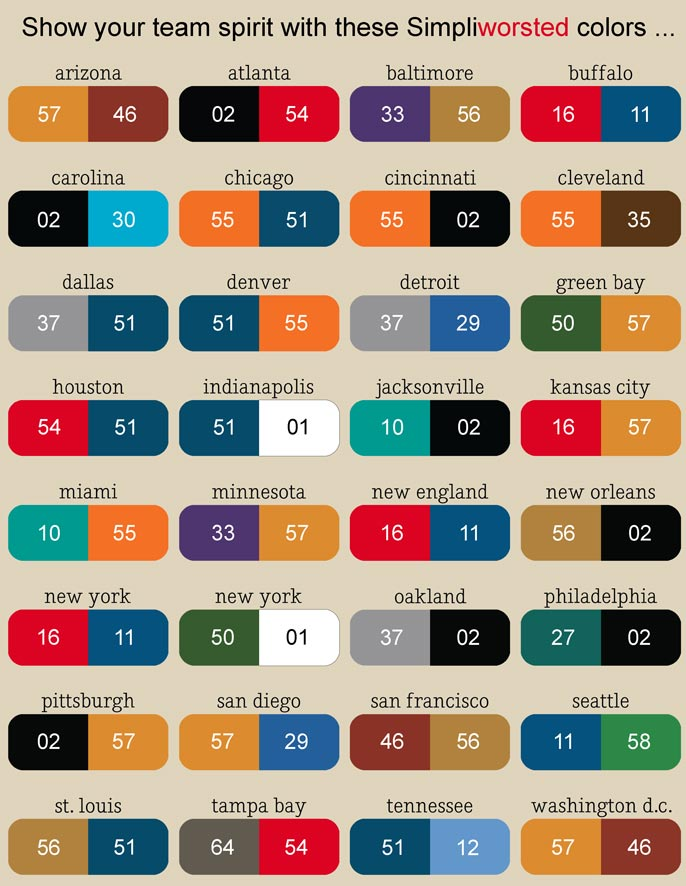 Show your team spirit with these Simpliworsted colors ...
arizona atlanta baltimore buffalo
57 46 02 54 33 56 16 11
carolina chicago cincinnati cleveland
02 30 55 51 55 02 55 35
dallas denver detroit green bay
37 51 51 55 37 29 50 57
houston indianapolis jacksonville kansas city
54 51 51 01 10 02 16 57
miami minnesota new england new orleans
10 55 33 57 16 11 56 02
new york new york oakland philadelphia
16 11 50 01 37 02 27 02
pittsburgh san diego san francisco seattle
02 57 57 29 46 56 11 58
st. louis tampa bay tennessee washington d.c.
56 51 64 54 51 12 57 46